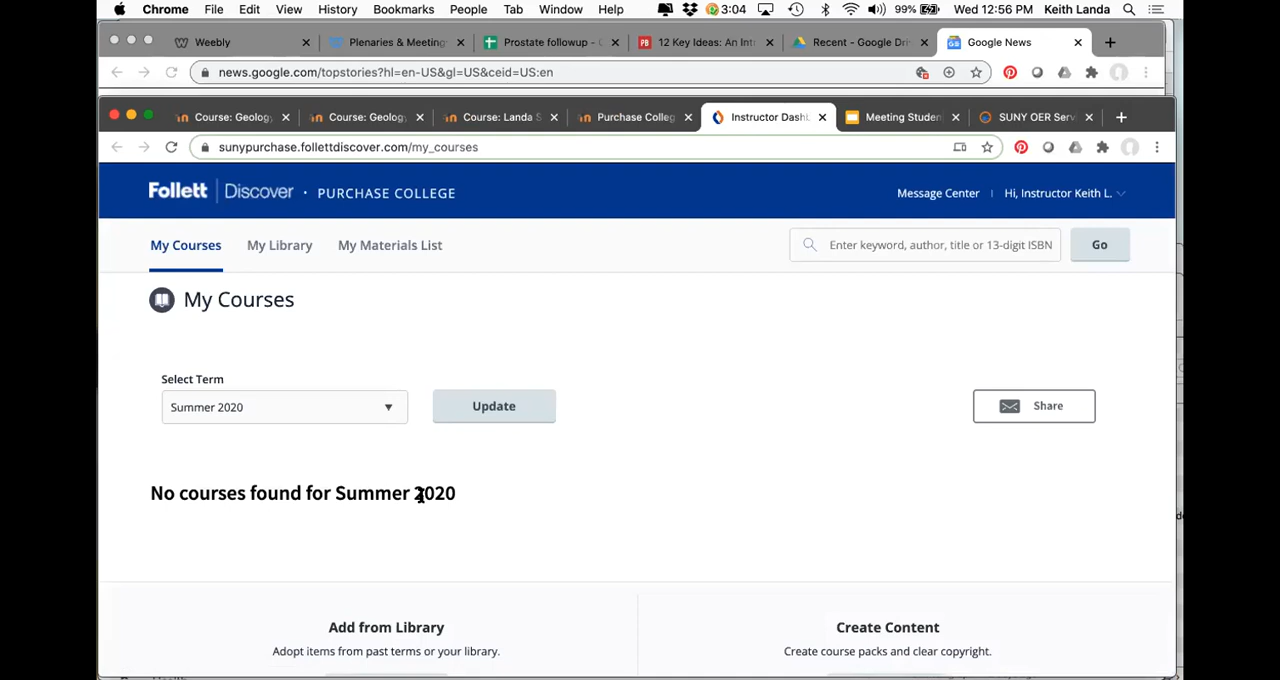 Chrome File Edit View History Bookmarks People Tab Window Help 3:04 99% Wed 12:56 PM Keith Landa
Weebly Plenaries & Meeting Prostate followup - 12 Key Ideas: An Int Recent - Google Dri Google News
news.google.com/topstories?hl=en-US&gl=US&ceid=US:en
Course: Geology Course: Geology Course: Landa S Purchase Colleg Instructor Dashb Meeting Studen SUNY OER Serv
sunypurchase.follettdiscover.com/my_courses
Follett | Discover · PURCHASE COLLEGE Message Center Hi, Instructor Keith L.
My Courses My Library My Materials List Enter keyword, author, title or 13-digit ISBN Go
My Courses
Select Term
Summer 2020 Update Share
No courses found for Summer 2020
Add from Library Create Content
Adopt items from past terms or your library. Create course packs and clear copyright.